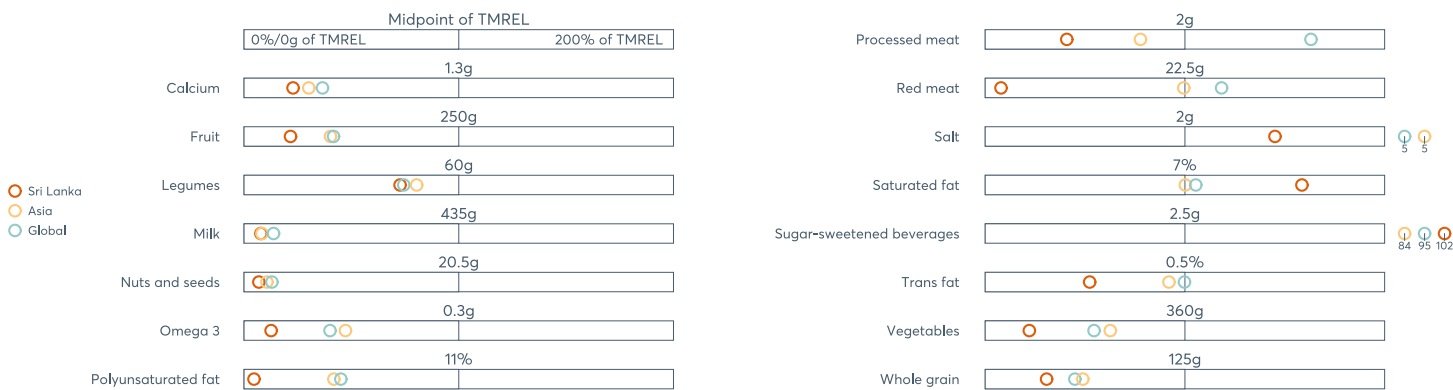 Midpoint of TMREL
0%/0g of TMREL 200% of TMREL
1.3g
Calcium
250g
Fruit
60g
Legumes
435g
Milk
20.5g
Nuts and seeds
0.3g
Omega 3
11%
Polyunsaturated fat
Sri Lanka
Asia
Global
2g
Processed meat
22.5g
Red meat
2g
Salt
5 5
7%
Saturated fat
2.5g
Sugar-sweetened beverages
84 95 102
0.5%
Trans fat
360g
Vegetables
125g
Whole grain